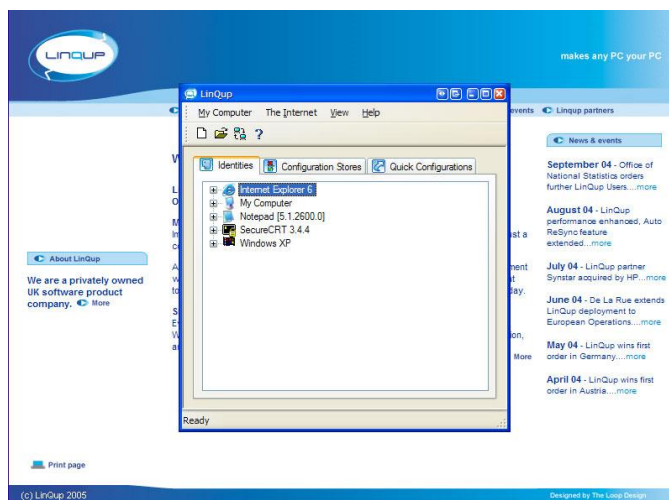 LINQUP
makes any PC your PC
LinQup
My Computer The Internet View Help
events
Linqup partners
?
Identities Configuration Stores Quick Configurations
Internet Explorer 6
My Computer
Notepad [5.1.2600.0]
SecureCRT 3.4.4
Windows XP
Ready
About LinQup
We are a privately owned
UK software product
company. More
News & events
September 04 - Office of
National Statistics orders
further LinQup Users....more
August 04 - LinQup
performance enhanced, Auto
ReSync feature
extended...more
July 04 - LinQup partner
Synstar acquired by HP...more
June 04 - De La Rue extends
LinQup deployment to
European Operations....more
May 04 - LinQup wins first
order in Germany....more
April 04 - LinQup wins first
order in Austria....more
More
Print page
(c) LinQup 2005
Designed by The Loop Design